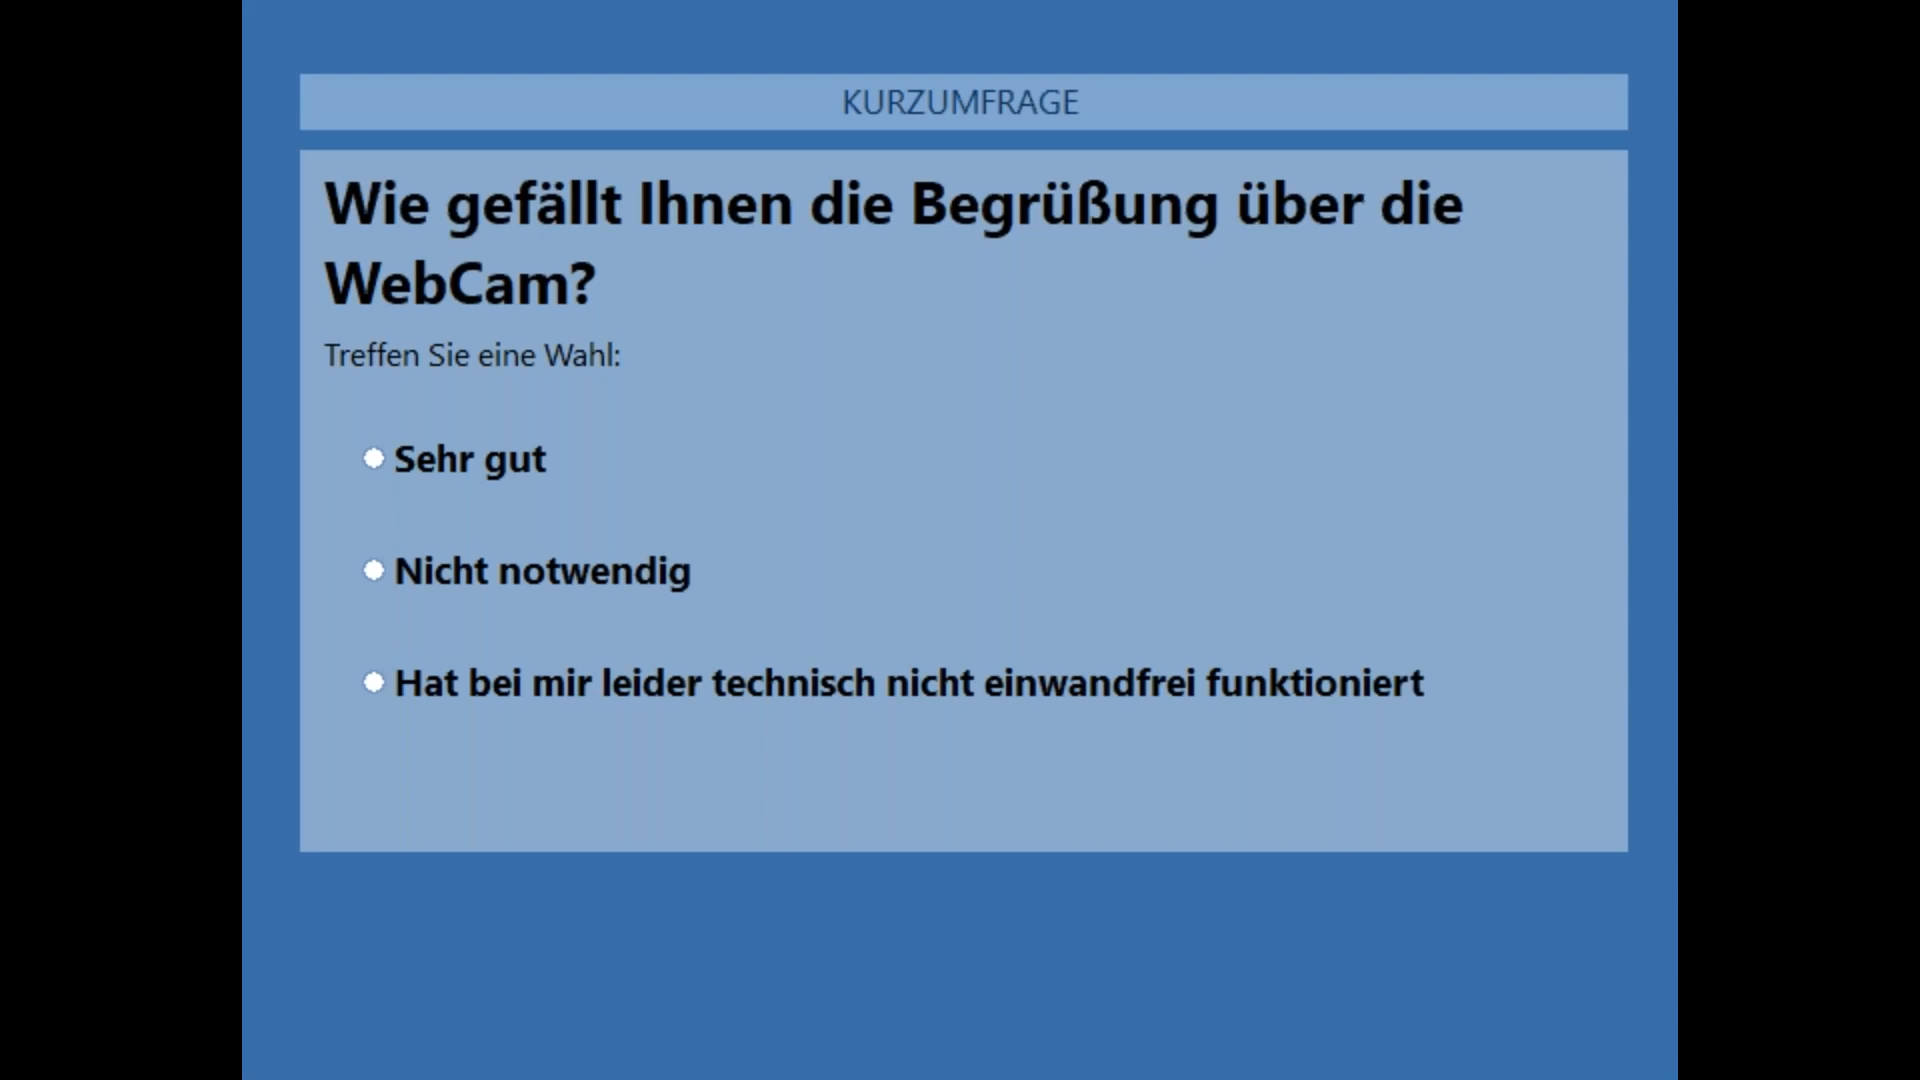 KURZUMFRAGE
Wie gefällt Ihnen die Begrüßung über die
WebCam?
Treffen Sie eine Wahl:
Sehr gut
Nicht notwendig
Hat bei mir leider technisch nicht einwandfrei funktioniert